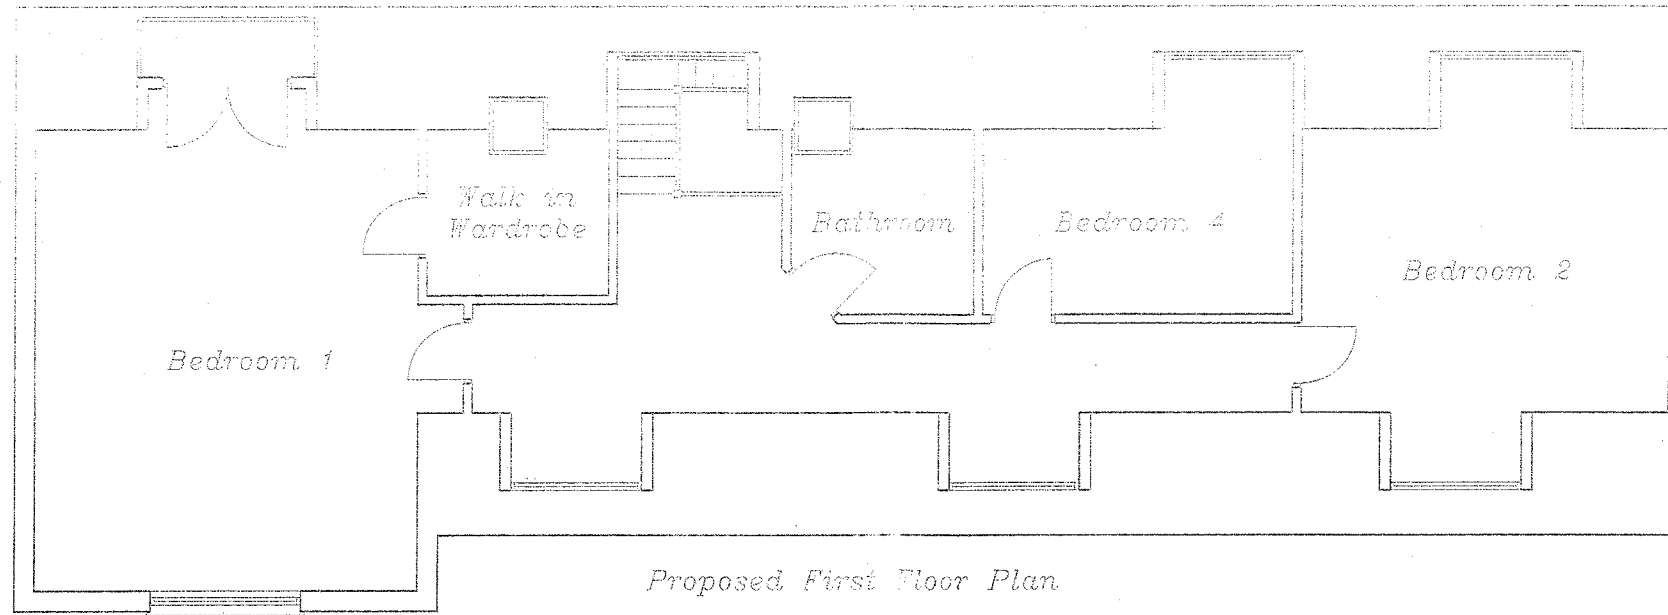 Walk in
Wardrobe
Bathroom
Bedroom 4
Bedroom 2
Bedroom 1
Proposed First Floor Plan